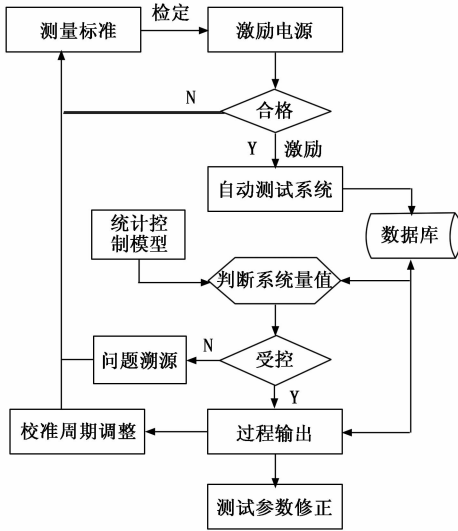 测量标准
检定
激励电源
N
合格
Y
激励
自动测试系统
统计控
制模型
数据库
判断系统量值
问题溯源
N
受控
Y
校准周期调整
过程输出
测试参数修正